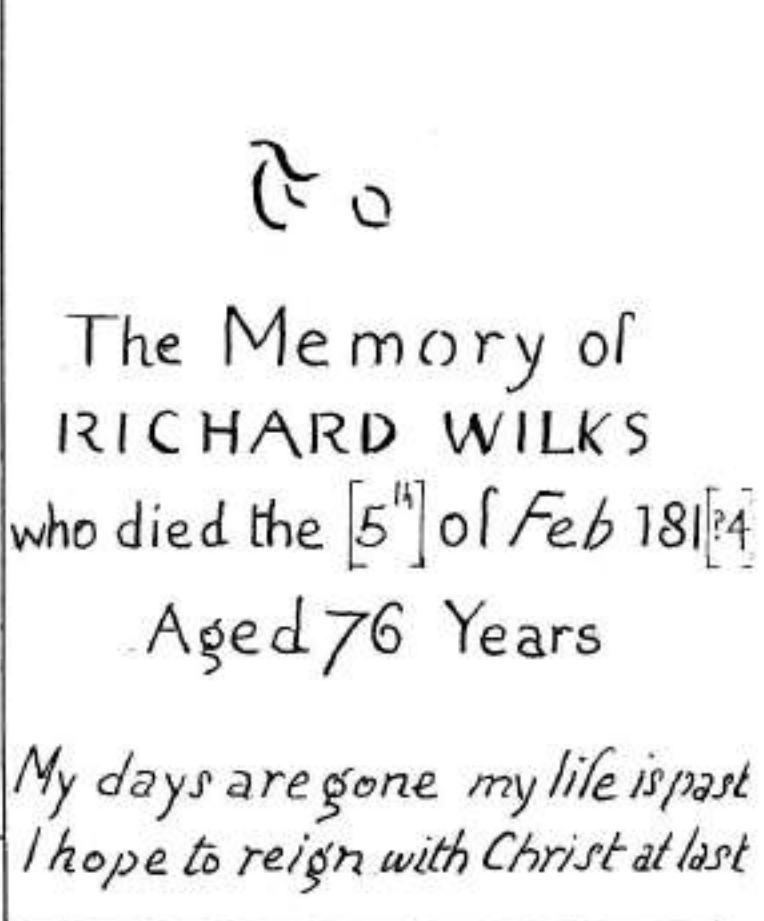 To
The Memory of
RICHARD WILKS
who died the [5th] of Feb 181[?4]
Aged 76 Years
My days are gone my life is past
I hope to reign with Christ at last